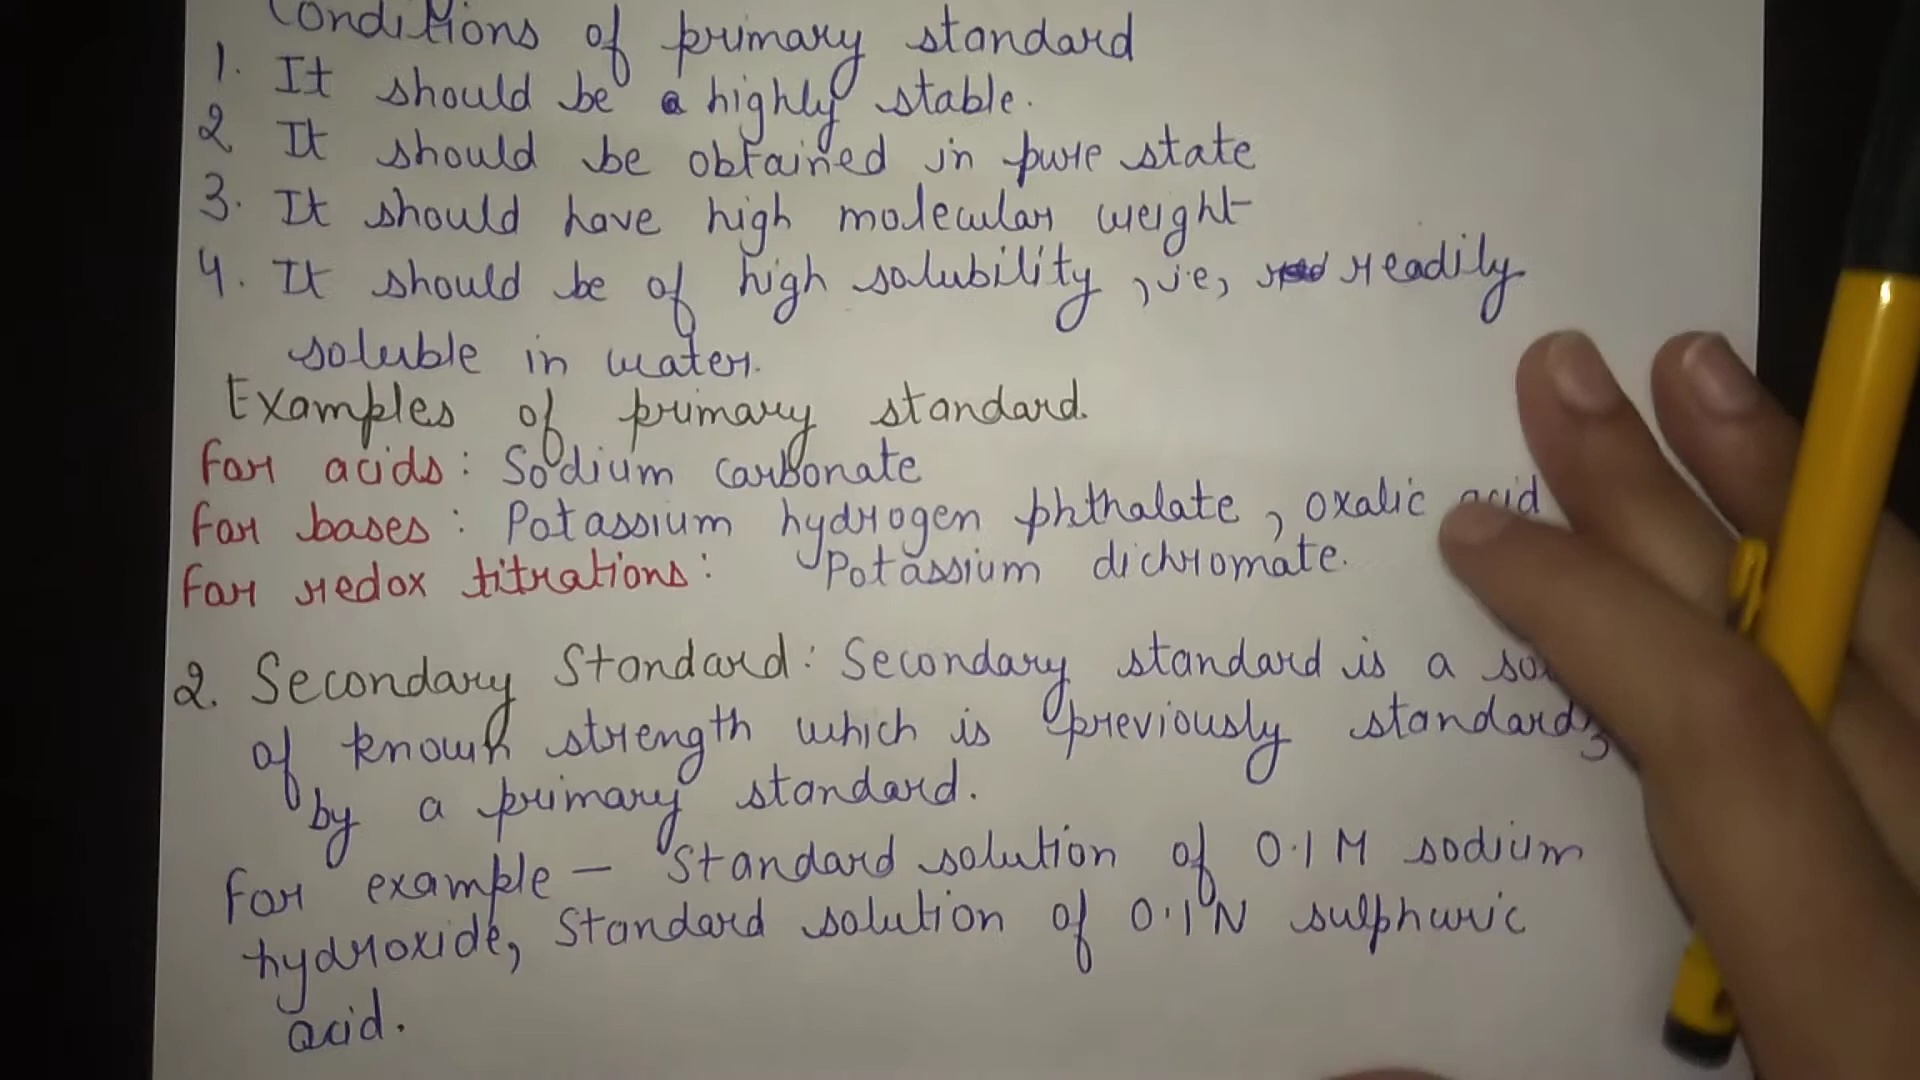 Conditions of primary standard
1. It should be a highly stable.
2 It should be obtained in pure state
3. It should have high molecular weight
4. It should be of high solubility, ie, readily
soluble in water.
Examples of primary standard.
For acids: Sodium carbonate
For bases: Potassium hydrogen phthalate, oxalic acid
For redox titrations: Potassium dichromate.
2. Secondary Standard: Secondary standard is a
of known strength which is previously
by a primary standard.
For example - Standard solution of 0.1 M sodium
hydroxide, Standard solution of 0.1 N sulphuric
acid.